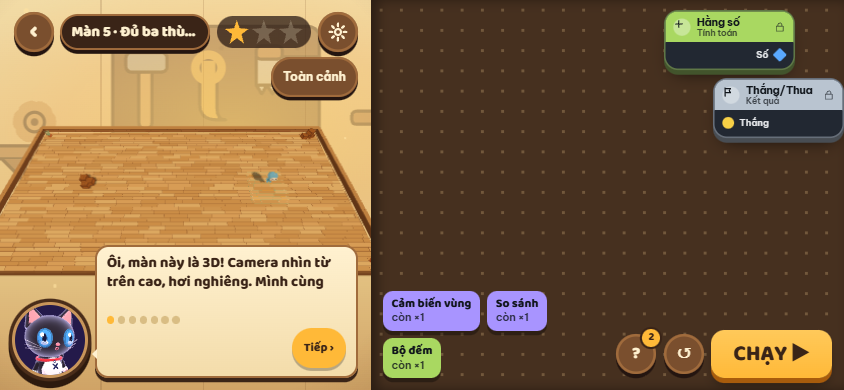 Màn 5 · Đủ ba thù...
Toàn cảnh
Ôi, màn này là 3D! Camera nhìn từ
trên cao, hơi nghiêng. Mình cùng
Tiếp ›
Hằng số
Tính toán
Số
Thắng/Thua
Kết quả
Thắng
Cảm biến vùng
còn ×1
So sánh
còn ×1
Bộ đếm
còn ×1
?
2
CHẠY